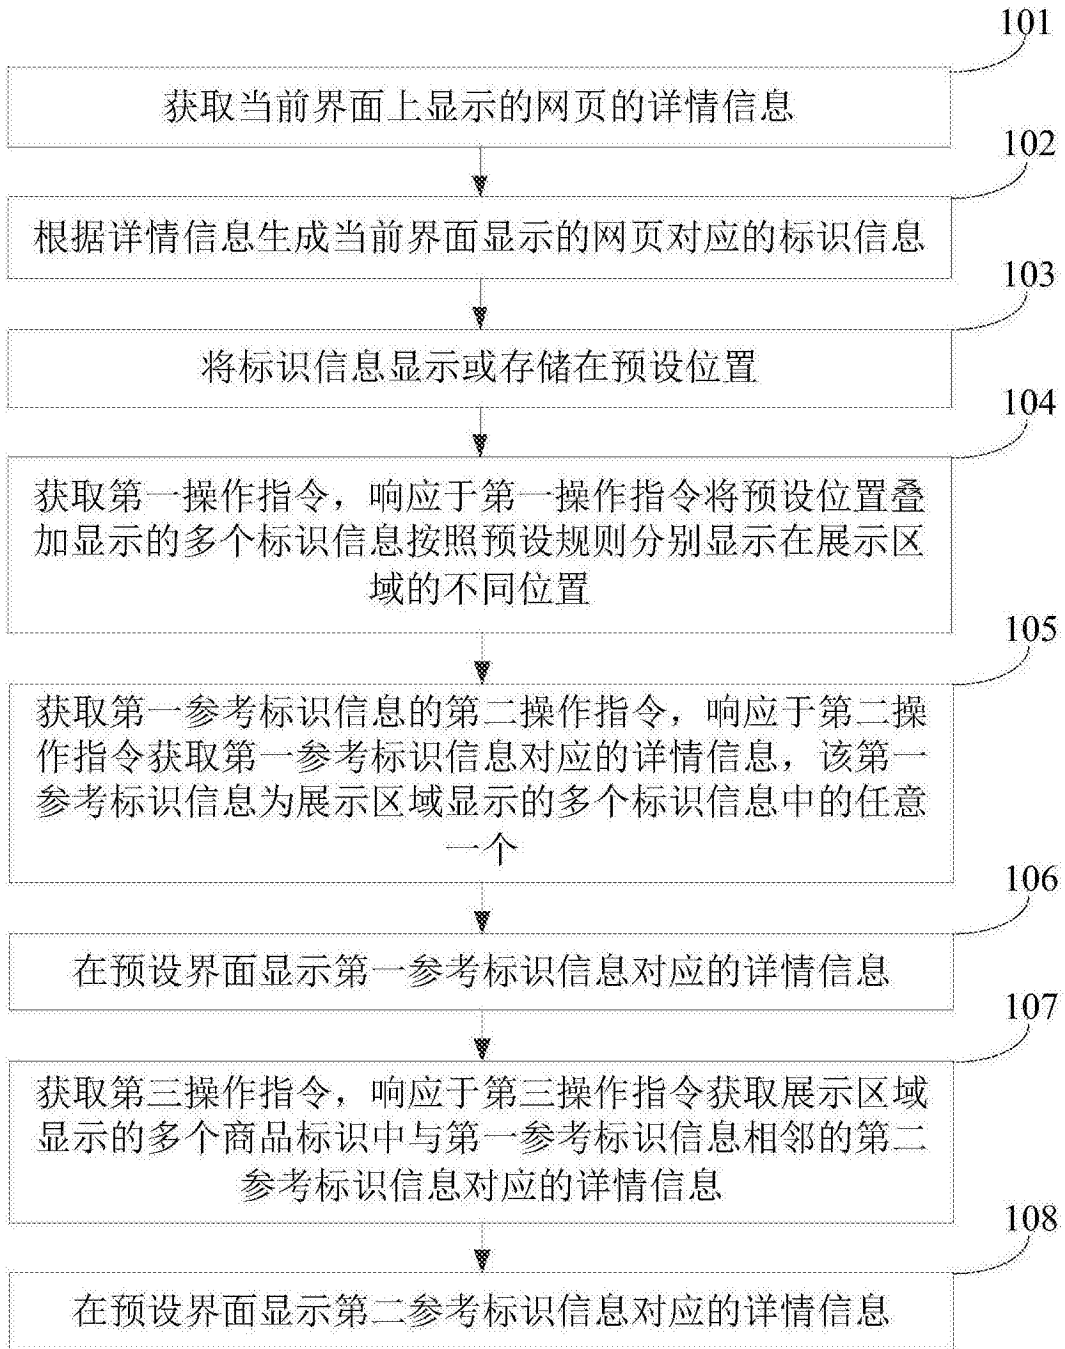 101
获取当前界面上显示的网页的详情信息
102
根据详情信息生成当前界面显示的网页对应的标识信息
103
将标识信息显示或存储在预设位置
104
获取第一操作指令，响应于第一操作指令将预设位置叠
加显示的多个标识信息按照预设规则分别显示在展示区
域的不同位置
105
获取第一参考标识信息的第二操作指令，响应于第二操
作指令获取第一参考标识信息对应的详情信息，该第一
参考标识信息为展示区域显示的多个标识信息中的任意
一个
106
在预设界面显示第一参考标识信息对应的详情信息
107
获取第三操作指令，响应于第三操作指令获取展示区域
显示的多个商品标识中与第一参考标识信息相邻的第二
参考标识信息对应的详情信息
108
在预设界面显示第二参考标识信息对应的详情信息